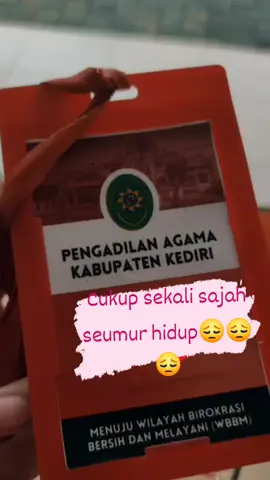 PENGADILAN AGAMA
KABUPATEN KEDIRI
Cukup sekali sajah
seumur hidup😔😔
😔
MENUJU WILAYAH BIROKRASI
BERSIH DAN MELAYANI (WBBM)